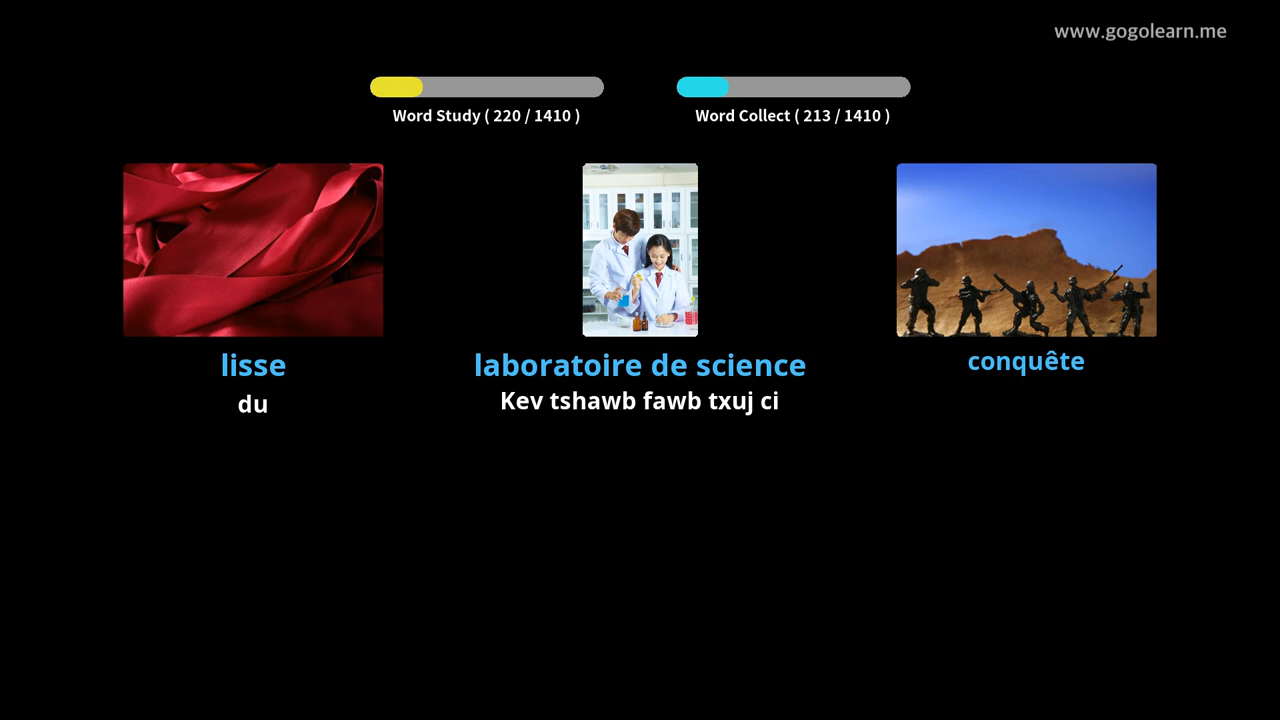 www.gogolearn.me
Word Study ( 220 / 1410 )
Word Collect ( 213 / 1410 )
lisse
du
laboratoire de science
Kev tshawb fawb txuj ci
conquête